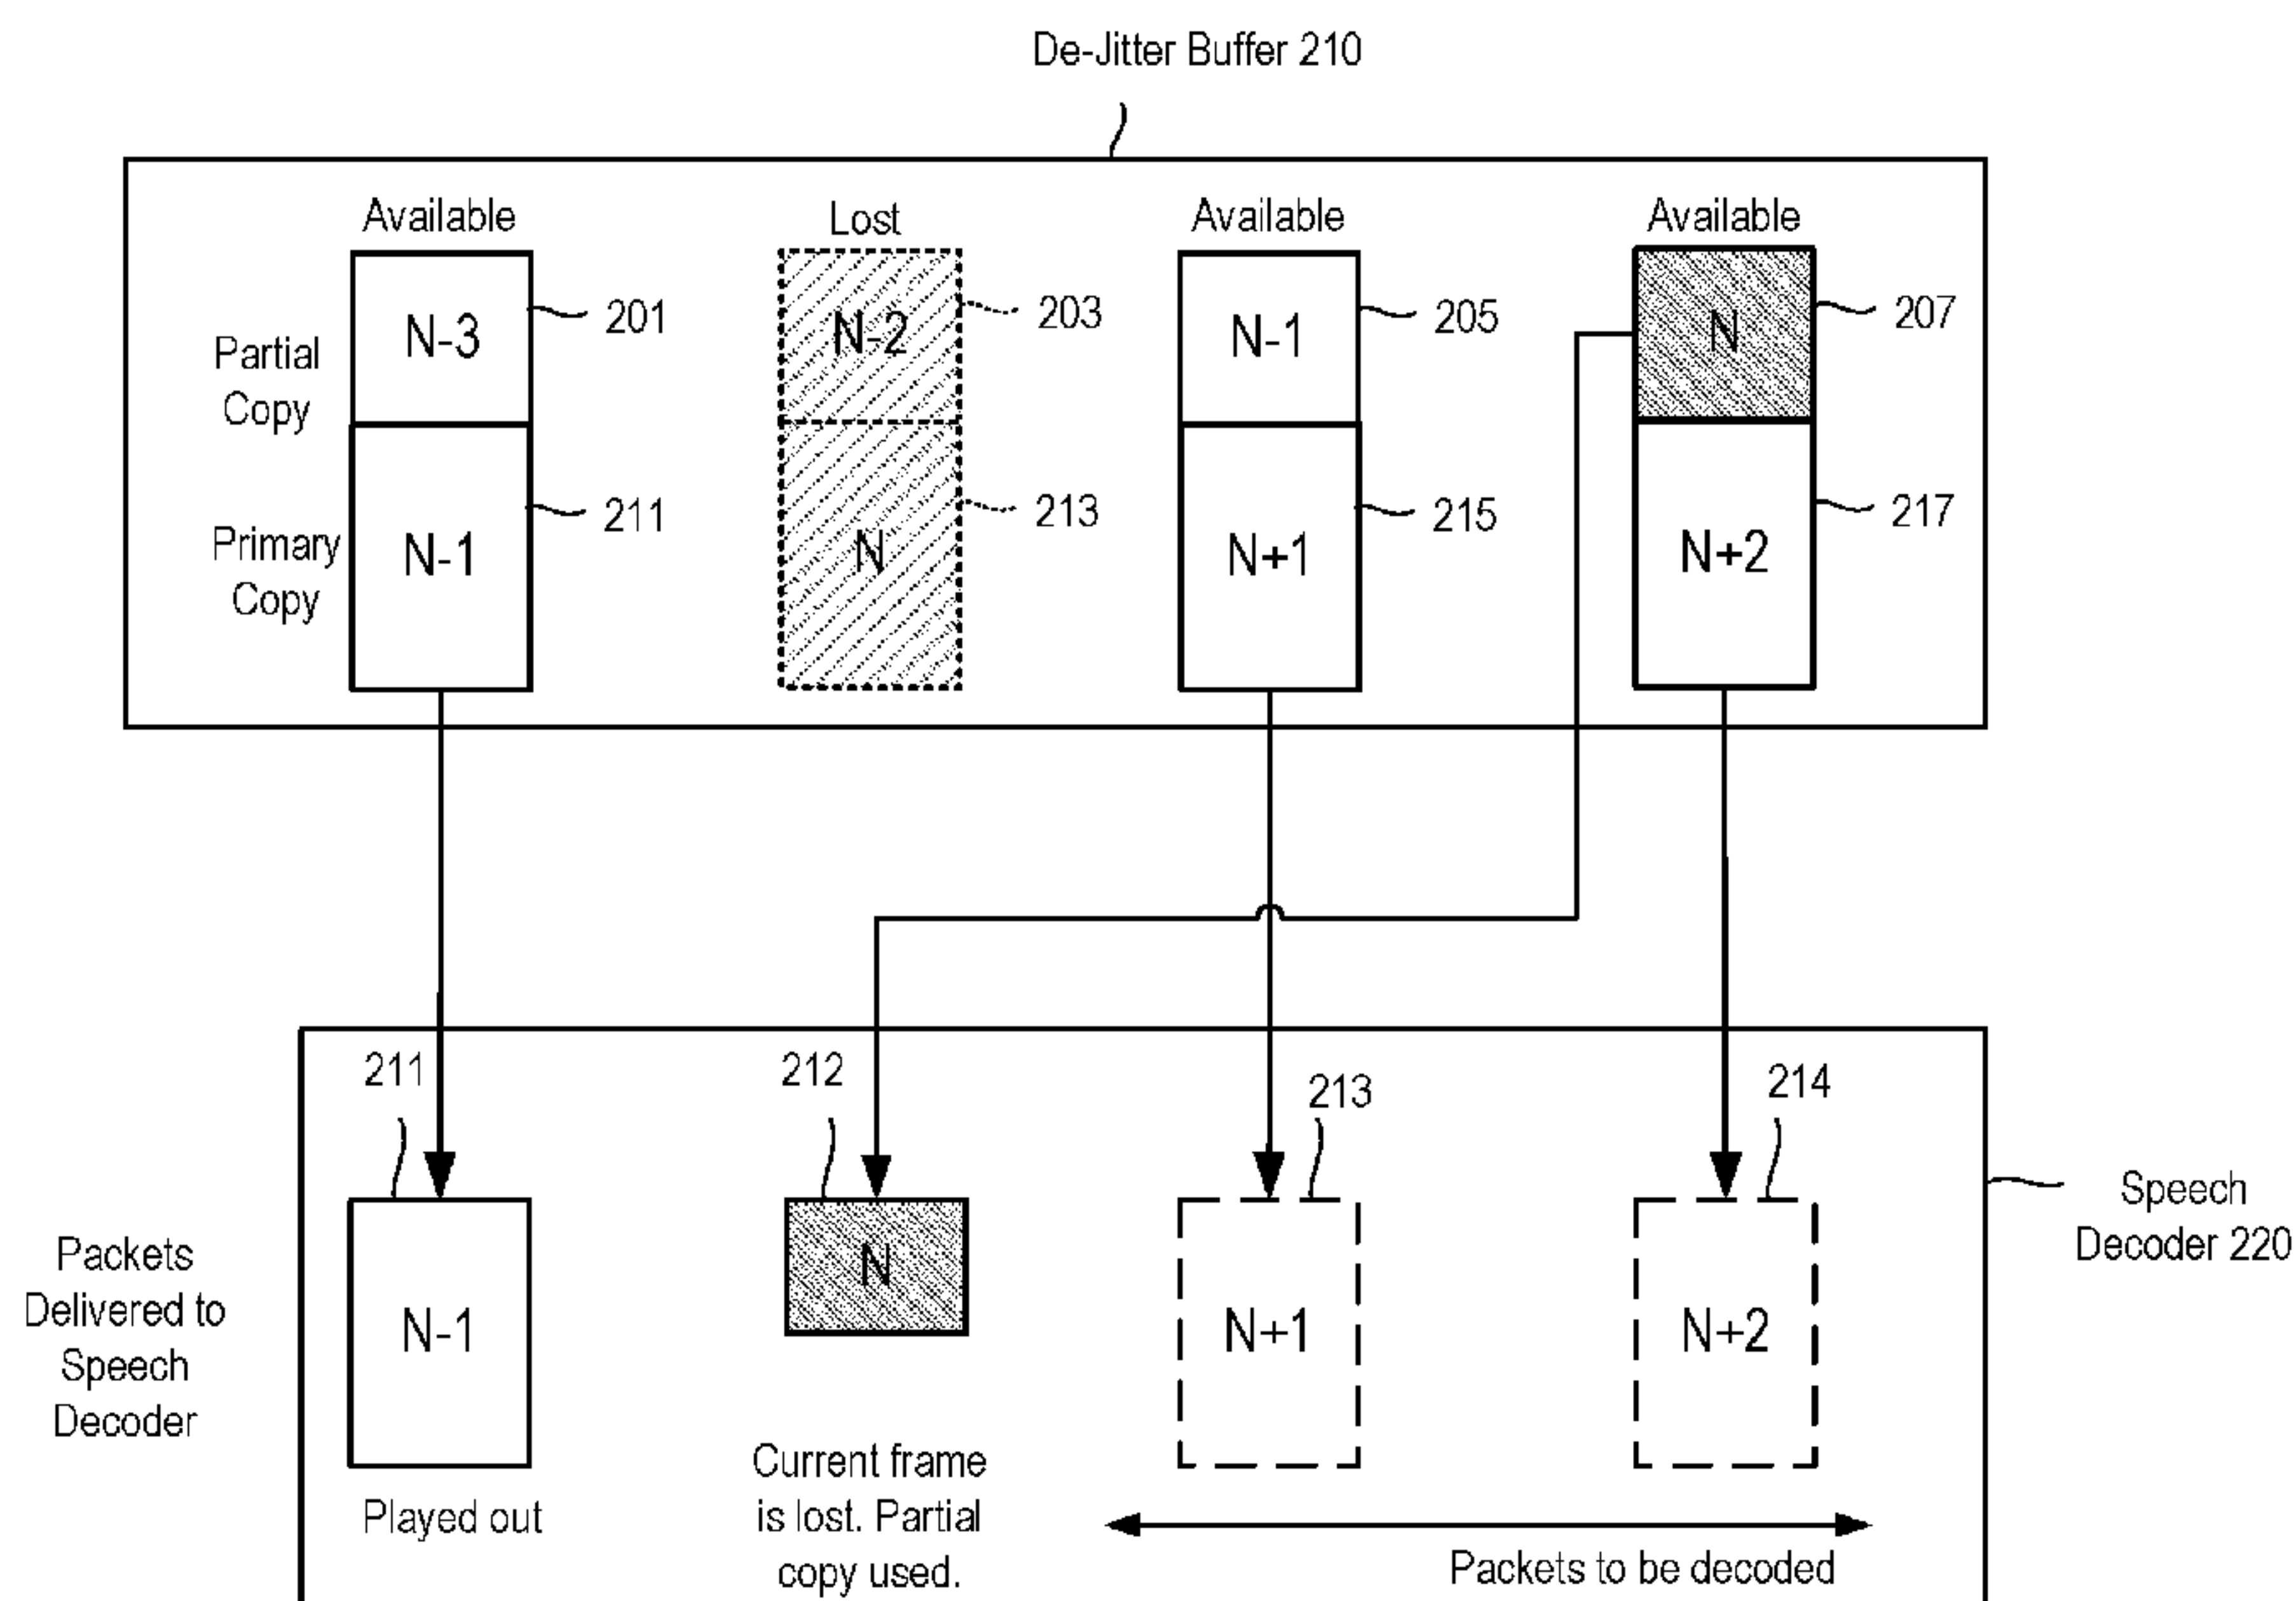 De-Jitter Buffer 210
Available
Lost
Available
Available
N-3
201
N-2
203
N-1
205
N
207
Partial
Copy
Primary
Copy
N-1
211
N
213
N+1
215
N+2
217
211
212
213
214
Speech
Decoder 220
Packets
Delivered to
Speech
Decoder
N-1
N
N+1
N+2
Played out
Current frame
is lost. Partial
copy used.
Packets to be decoded